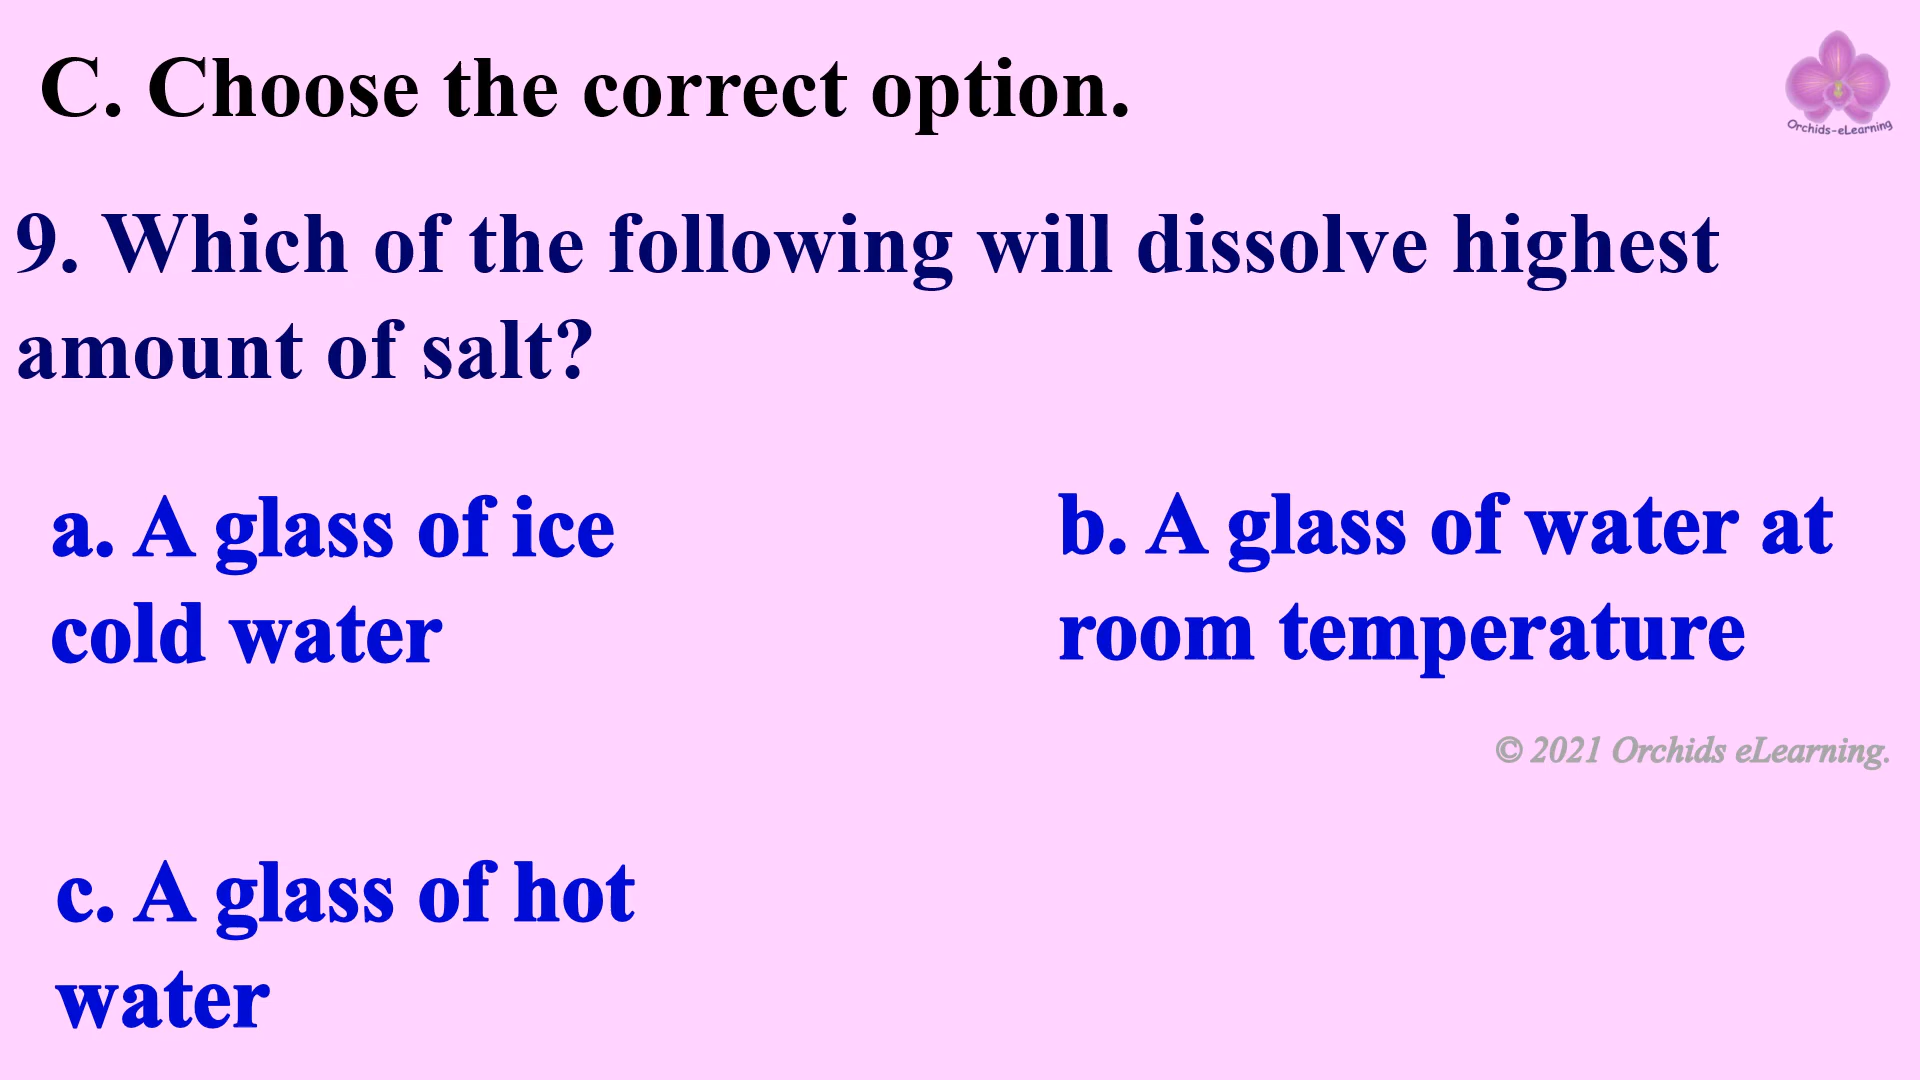 C. Choose the correct option.
Orchids-eLearning
9. Which of the following will dissolve highest
amount of salt?
a. A glass of ice
cold water
b. A glass of water at
room temperature
© 2021 Orchids eLearning.
c. A glass of hot
water